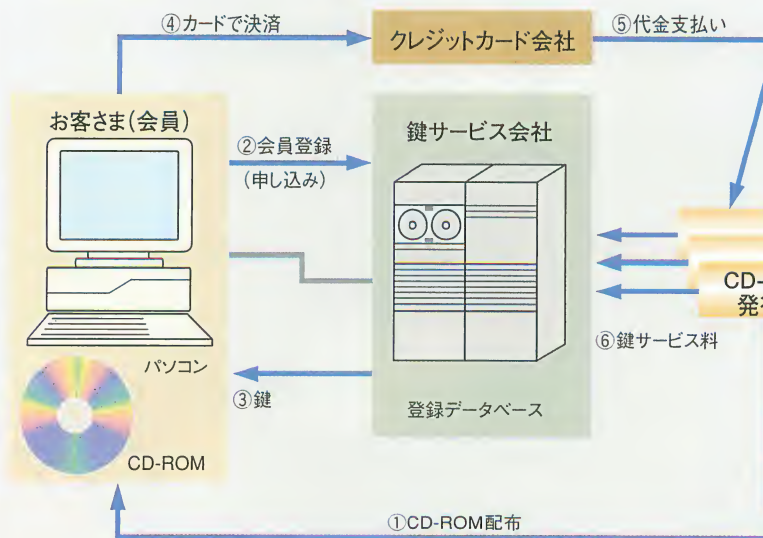 ④カードで決済
クレジットカード会社
⑤代金支払い
お客さま(会員)
②会員登録
(申し込み)
鍵サービス会社
CD-
⑥鍵サービス料
パソコン
③鍵
登録データベース
CD-ROM
①CD-ROM配布